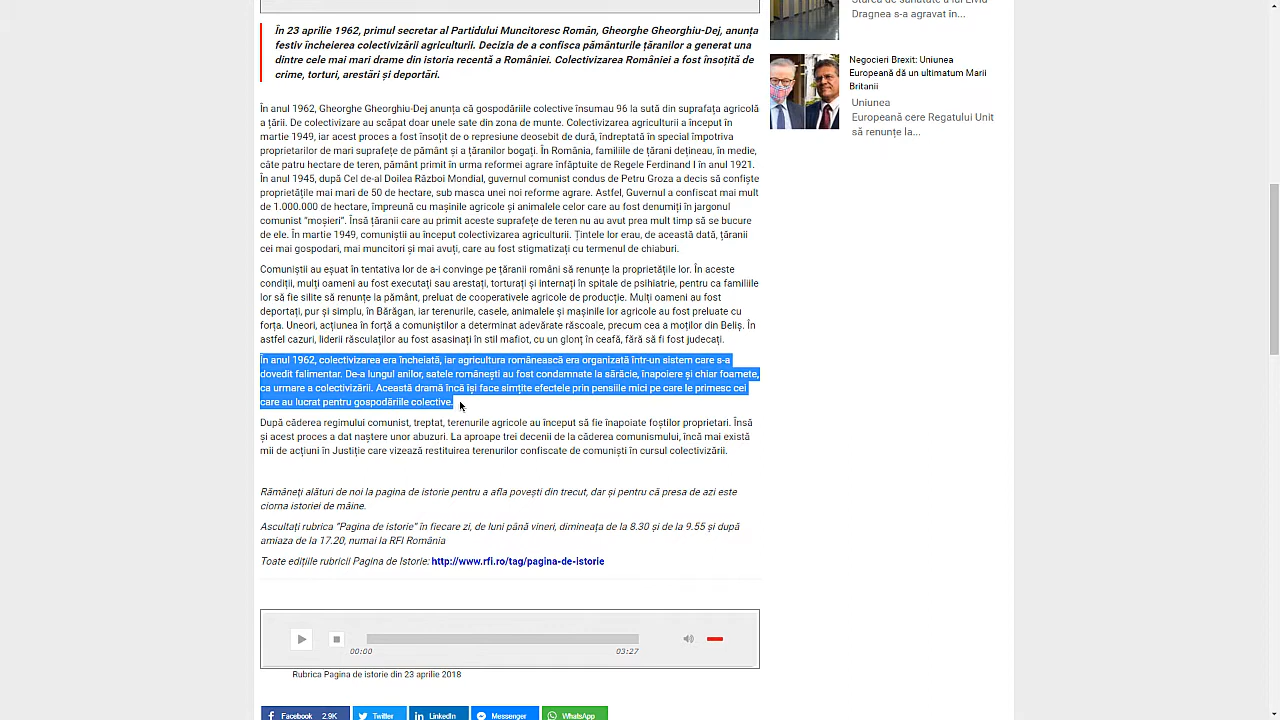 Dragnea s-a agravat în...
În 23 aprilie 1962, primul secretar al Partidului Muncitoresc Român, Gheorghe Gheorghiu-Dej, anunța
festiv încheierea colectivizării agriculturii. Decizia de a confisca pământurile țăranilor a generat una
dintre cele mai mari drame din istoria recentă a României. Colectivizarea României a fost însoțită de
crime, torturi, arestări și deportări.
În anul 1962, Gheorghe Gheorghiu-Dej anunța că gospodăriile colective însumau 96 la sută din suprafața agricolă
a țării. De colectivizare au scăpat doar unele sate din zona de munte. Colectivizarea agriculturii a început în
martie 1949, iar acest proces a fost însoțit de o represiune deosebit de dură, îndreptată în special împotriva
proprietarilor de mari suprafețe de pământ și a țăranilor bogați. În România, familiile de țărani dețineau, în medie,
câte patru hectare de teren, pământ primit în urma reformei agrare înfăptuite de Regele Ferdinand I în anul 1921.
În anul 1945, după Cel de-al Doilea Război Mondial, guvernul comunist condus de Petru Groza a decis să confiște
proprietățile mai mari de 50 de hectare, sub masca unei noi reforme agrare. Astfel, Guvernul a confiscat mai mult
de 1.000.000 de hectare, împreună cu mașinile agricole și animalele celor care au fost denumiți în jargonul
comunist “moșieri”. Însă țăranii care au primit aceste suprafețe de teren nu au avut prea mult timp să se bucure
de ele. În martie 1949, comuniștii au început colectivizarea agriculturii. Țintele lor erau, de această dată, țăranii
cei mai gospodari, mai muncitori și mai avuți, care au fost stigmatizați cu termenul de chiaburi.
Comuniștii au eșuat în tentativa lor de a-i convinge pe țăranii români să renunțe la proprietățile lor. În aceste
condiții, mulți oameni au fost executați sau arestați, torturați și internați în spitale de psihiatrie, pentru ca familiile
lor să fie silite să renunțe la pământ, preluat de cooperativele agricole de producție. Mulți oameni au fost
deportați, pur și simplu, în Bărăgan, iar terenurile, casele, animalele și mașinile lor agricole au fost preluate cu
forța. Uneori, acțiunea în forță a comuniștilor a determinat adevărate răscoale, precum cea a moților din Beliș. În
astfel cazuri, liderii răsculaților au fost asasinați în stil mafiot, cu un glonț în ceafă, fără să fi fost judecați.
În anul 1962, colectivizarea era încheiată, iar agricultura românească era organizată într-un sistem care s-a
dovedit falimentar. De-a lungul anilor, satele românești au fost condamnate la sărăcie, înapoiere și chiar foamete,
ca urmare a colectivizării. Această dramă încă își face simțite efectele prin pensiile mici pe care le primesc cei
care au lucrat pentru gospodăriile colective.
După căderea regimului comunist, treptat, terenurile agricole au început să fie înapoiate foștilor proprietari. Însă
și acest proces a dat naștere unor abuzuri. La aproape trei decenii de la căderea comunismului, încă mai există
mii de acțiuni în Justiție care vizează restituirea terenurilor confiscate de comuniști în cursul colectivizării.
Rămâneţi alături de noi la pagina de istorie pentru a afla povești din trecut, dar și pentru că presa de azi este
ciorna istoriei de mâine.
Ascultați rubrica "Pagina de istorie" în fiecare zi, de luni până vineri, dimineața de la 8.30 și de la 9.55 și după
amiaza de la 17.20, numai la RFI România
Toate edițiile rubricii Pagina de Istorie: http://www.rfi.ro/tag/pagina-de-istorie
00:00 03:27
Rubrica Pagina de istorie din 23 aprilie 2018
Facebook 2.9K Twitter LinkedIn Messenger WhatsApp
Negocieri Brexit: Uniunea
Europeană dă un ultimatum Marii
Britanii
Uniunea
Europeană cere Regatului Unit
să renunțe la...